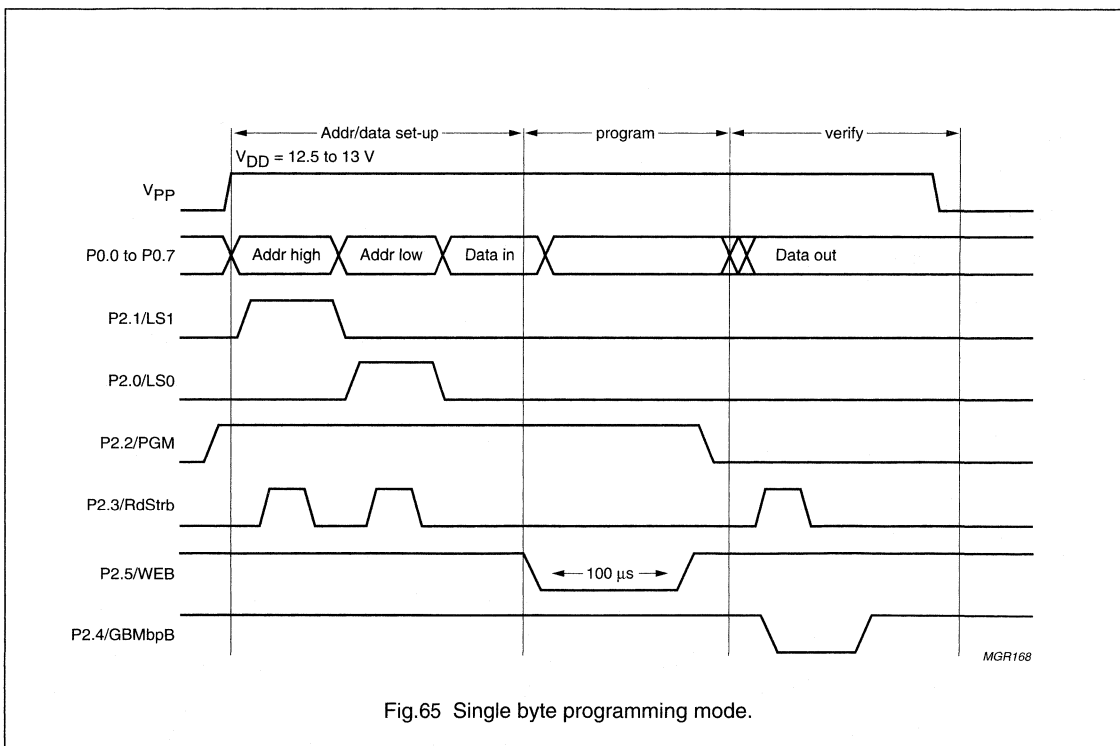 Addr/data set-up program verify
VDD = 12.5 to 13 V
VPP
P0.0 to P0.7 Addr high Addr low Data in Data out
P2.1/LS1
P2.0/LS0
P2.2/PGM
P2.3/RdStrb
P2.5/WEB 100 µs
P2.4/GBMbpB
MGR168
Fig.65 Single byte programming mode.